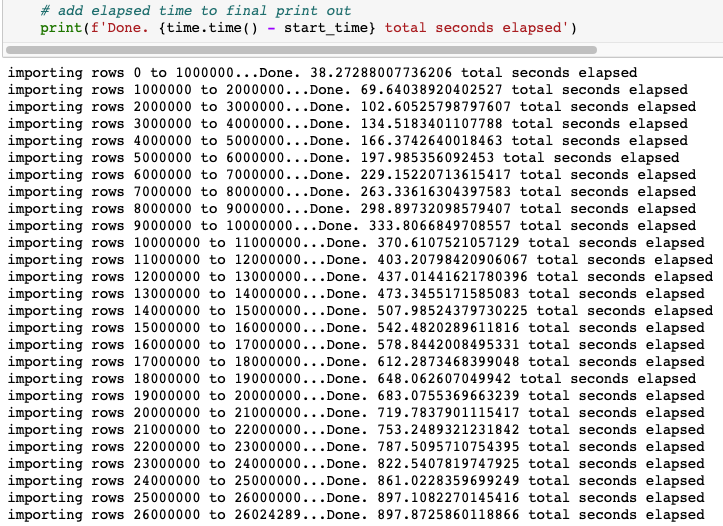 # add elapsed time to final print out
print(f'Done. {time.time() - start_time} total seconds elapsed')
importing rows 0 to 1000000...Done. 38.27288007736206 total seconds elapsed
importing rows 1000000 to 2000000...Done. 69.64038920402527 total seconds elapsed
importing rows 2000000 to 3000000...Done. 102.60525798797607 total seconds elapsed
importing rows 3000000 to 4000000...Done. 134.5183401107788 total seconds elapsed
importing rows 4000000 to 5000000...Done. 166.3742640018463 total seconds elapsed
importing rows 5000000 to 6000000...Done. 197.985356092453 total seconds elapsed
importing rows 6000000 to 7000000...Done. 229.15220713615417 total seconds elapsed
importing rows 7000000 to 8000000...Done. 263.33616304397583 total seconds elapsed
importing rows 8000000 to 9000000...Done. 298.89732098579407 total seconds elapsed
importing rows 9000000 to 10000000...Done. 333.8066849708557 total seconds elapsed
importing rows 10000000 to 11000000...Done. 370.6107521057129 total seconds elapsed
importing rows 11000000 to 12000000...Done. 403.20798420906067 total seconds elapsed
importing rows 12000000 to 13000000...Done. 437.01441621780396 total seconds elapsed
importing rows 13000000 to 14000000...Done. 473.3455171585083 total seconds elapsed
importing rows 14000000 to 15000000...Done. 507.98524379730225 total seconds elapsed
importing rows 15000000 to 16000000...Done. 542.4820289611816 total seconds elapsed
importing rows 16000000 to 17000000...Done. 578.8442008495331 total seconds elapsed
importing rows 17000000 to 18000000...Done. 612.2873468399048 total seconds elapsed
importing rows 18000000 to 19000000...Done. 648.062607049942 total seconds elapsed
importing rows 19000000 to 20000000...Done. 683.0755369663239 total seconds elapsed
importing rows 20000000 to 21000000...Done. 719.7837901115417 total seconds elapsed
importing rows 21000000 to 22000000...Done. 753.2489321231842 total seconds elapsed
importing rows 22000000 to 23000000...Done. 787.5095710754395 total seconds elapsed
importing rows 23000000 to 24000000...Done. 822.5407819747925 total seconds elapsed
importing rows 24000000 to 25000000...Done. 861.0228359699249 total seconds elapsed
importing rows 25000000 to 26000000...Done. 897.1082270145416 total seconds elapsed
importing rows 26000000 to 26024289...Done. 897.8725860118866 total seconds elapsed